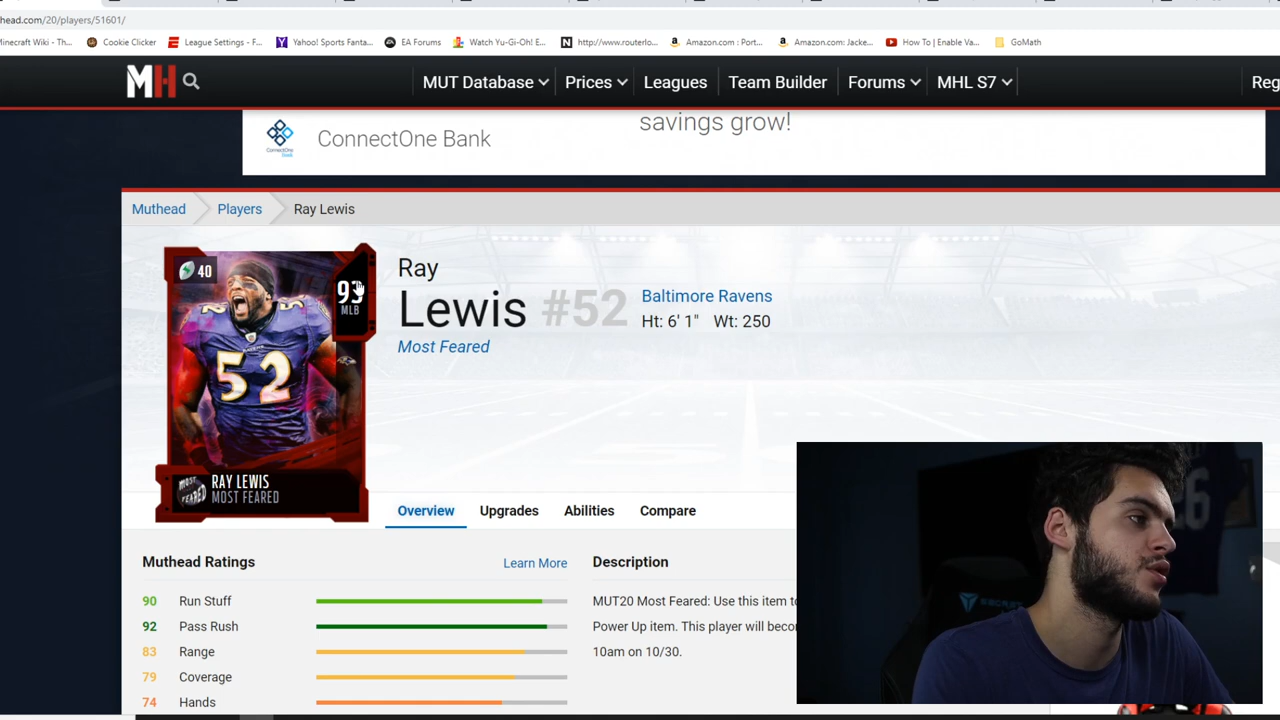 head.com/20/players/51601/
inecraft Wiki - Th... Cookie Clicker League Settings - F... Yahoo! Sports Fanta... EA Forums Watch Yu-Gi-Oh! E... http://www.routerlo... Amazon.com : Port... Amazon.com: Jacke... How To | Enable Va... GoMath
MH MUT Database Prices Leagues Team Builder Forums MHL S7 Reg
savings grow!
ConnectOne Bank
Muthead Players Ray Lewis
40
93
MLB
52
RAY LEWIS
MOST FEARED
Ray
Lewis #52
Most Feared
Baltimore Ravens
Ht: 6' 1" Wt: 250
Overview Upgrades Abilities Compare
Muthead Ratings Learn More
90 Run Stuff
92 Pass Rush
83 Range
79 Coverage
74 Hands
Description
MUT20 Most Feared: Use this item to
Power Up item. This player will beco
10am on 10/30.